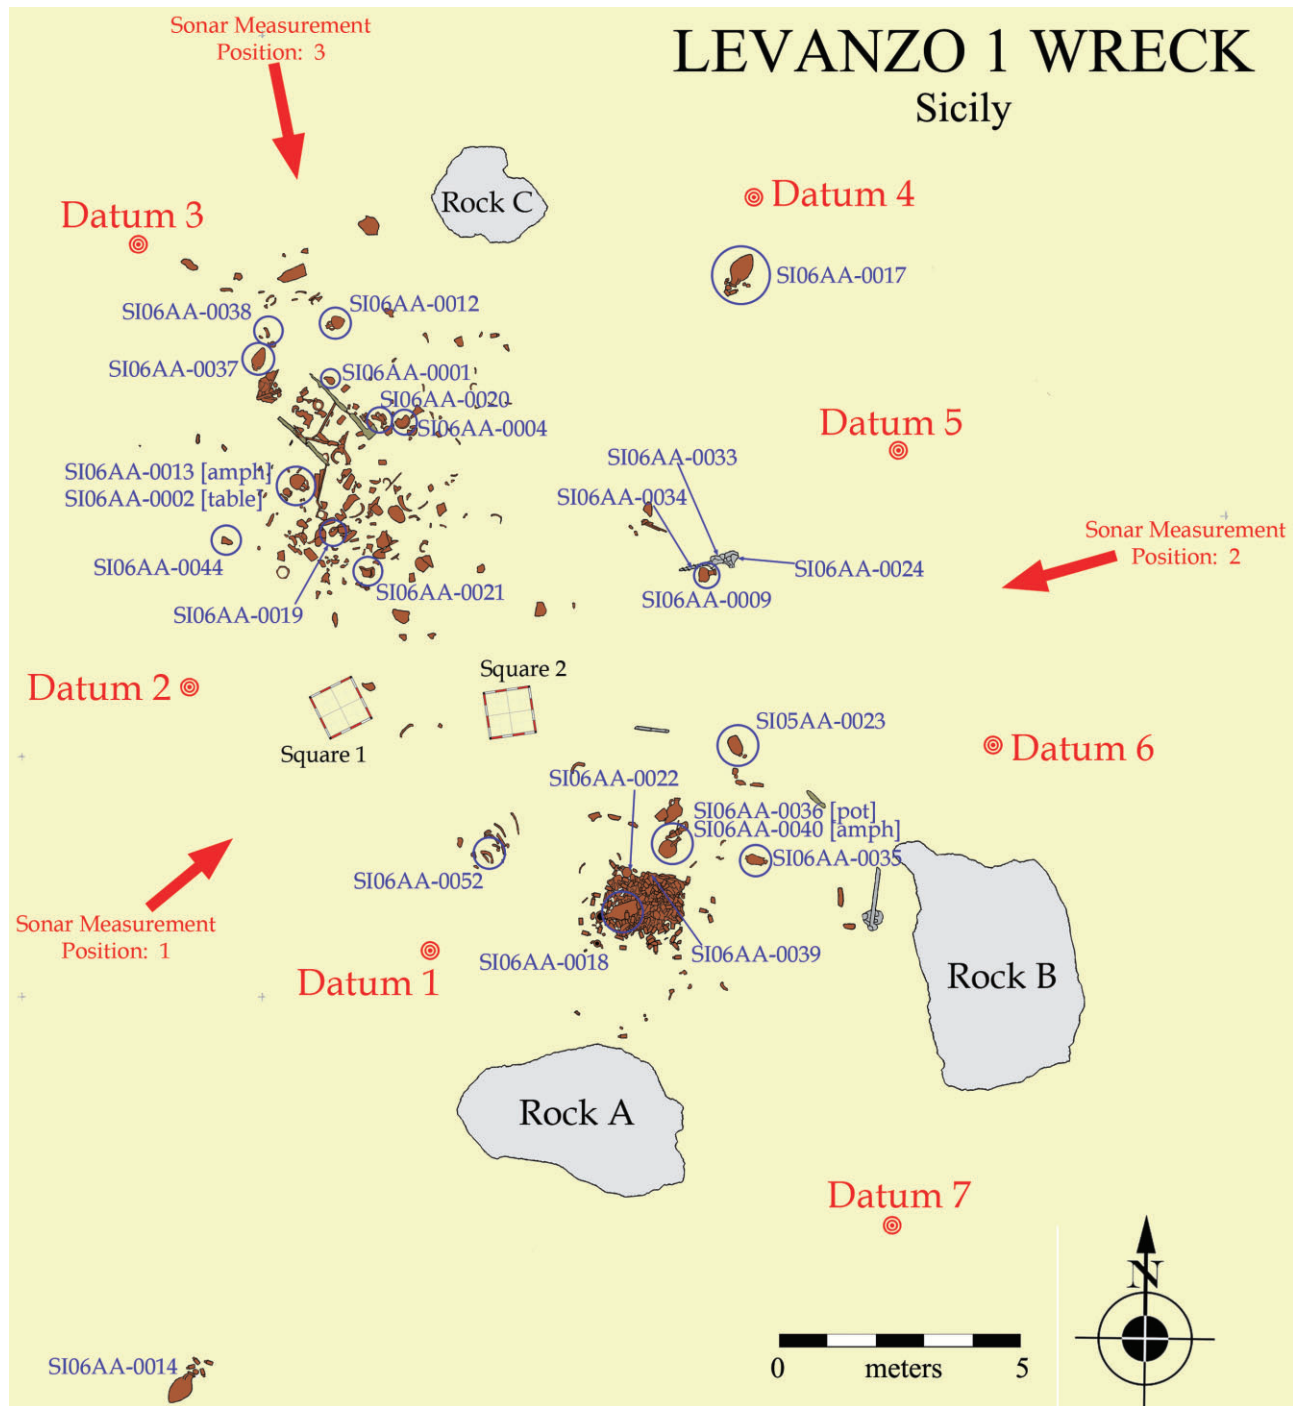 Sonar Measurement
Position: 3
LEVANZO 1 WRECK
Sicily
Rock C
Datum 4
Datum 3
SI06AA-0017
SI06AA-0012
SI06AA-0038
SI06AA-0037
SI06AA-0001
SI06AA-0020
SI06AA-0004
Datum 5
SI06AA-0033
SI06AA-0013 [amph]
SI06AA-0002 [table]
SI06AA-0034
Sonar Measurement
Position: 2
SI06AA-0044
SI06AA-0024
SI06AA-0021
SI06AA-0009
SI06AA-0019
Square 2
Datum 2
SI05AA-0023
Square 1
Datum 6
SI06AA-0022
SI06AA-0036 [pot]
SI06AA-0040 [amph]
SI06AA-0035
SI06AA-0052
Sonar Measurement
Position: 1
SI06AA-0018
SI06AA-0039
Datum 1
Rock B
Rock A
Datum 7
N
0 meters 5
SI06AA-0014